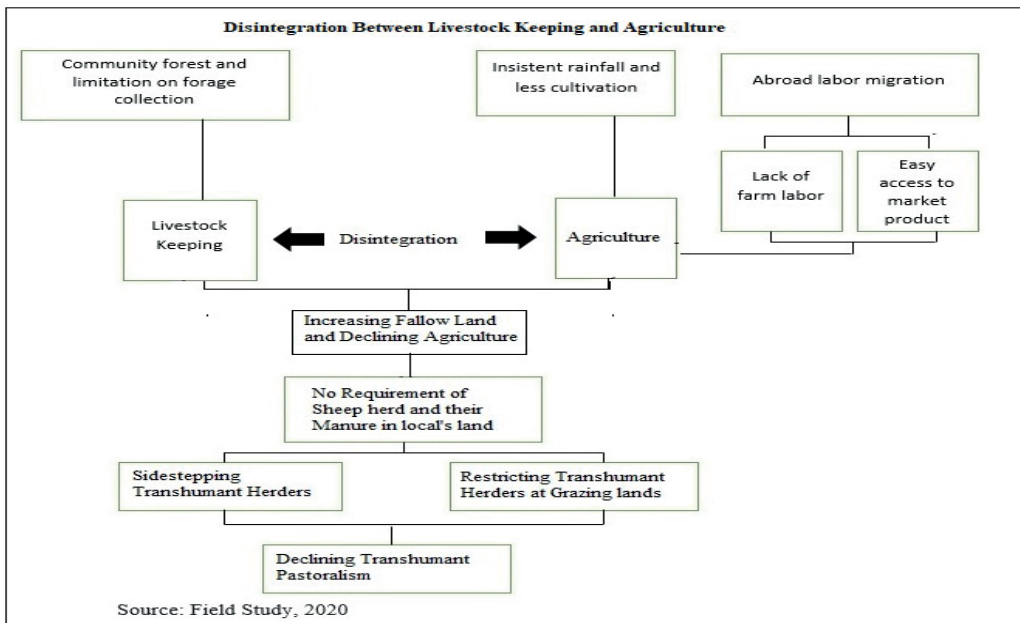 Disintegration Between Livestock Keeping and Agriculture
Community forest and
limitation on forage
collection
Insistent rainfall and
less cultivation
Abroad labor migration
Lack of
farm labor
Easy
access to
market
product
Livestock
Keeping
Disintegration
Agriculture
Increasing Fallow Land
and Declining Agriculture
No Requirement of
Sheep herd and their
Manure in local's land
Sidestepping
Transhumant Herders
Restricting Transhumant
Herders at Grazing lands
Declining Transhumant
Pastoralism
Source: Field Study, 2020